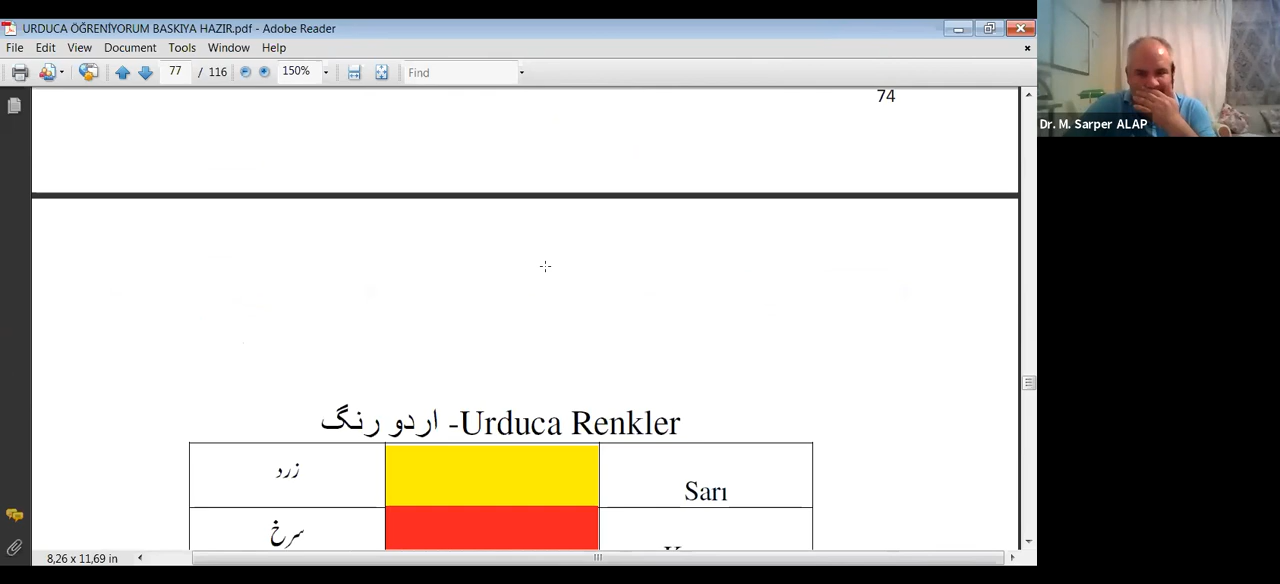 URDUCA ÖĞRENİYORUM BASKIYA HAZIR.pdf - Adobe Reader
File Edit View Document Tools Window Help
77 / 116 150% Find
74
Dr. M. Sarper ALAP
اردو رنگ -Urduca Renkler
زرد Sarı
سرخ
8,26 x 11,69 in